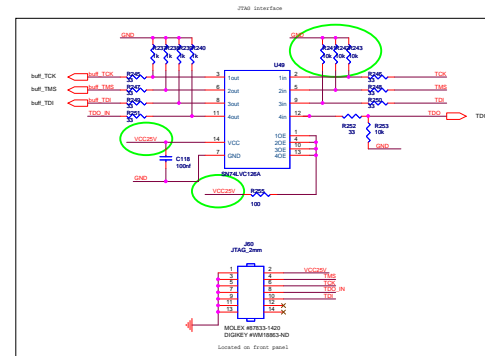 JTAG interface
GND
GND
R237 R238 R239 R240
1k 1k 1k 1k
R241 R242 R243
10k 10k 10k
U49
buff_TCK
buff_TCK
R245
33
3 1out 1in 2
R246
33
TCK
buff_TMS
buff_TMS
R247
33
6 2out 2in 5
33
TMS
buff_TDI
buff_TDI
33
8 3out 3in 9
33
TDI
TDO_IN
R251
33
11 4out 4in 12
TDO
TDO
R252
33
R253
10k
GND
VCC25V
14 VCC
7 GND
1OE 1
2OE 4
3OE 10
4OE 13
C118
100nf
GND
SN74LVC126A
VCC25V
R255
100
J60
JTAG_2mm
1 2 VCC25V
3 4 TMS
5 6 TCK
7 8 TDO_IN
9 10 TDI
11 12
13 14
MOLEX #87833-1420
DIGIKEY #WM18863-ND
Located on front panel